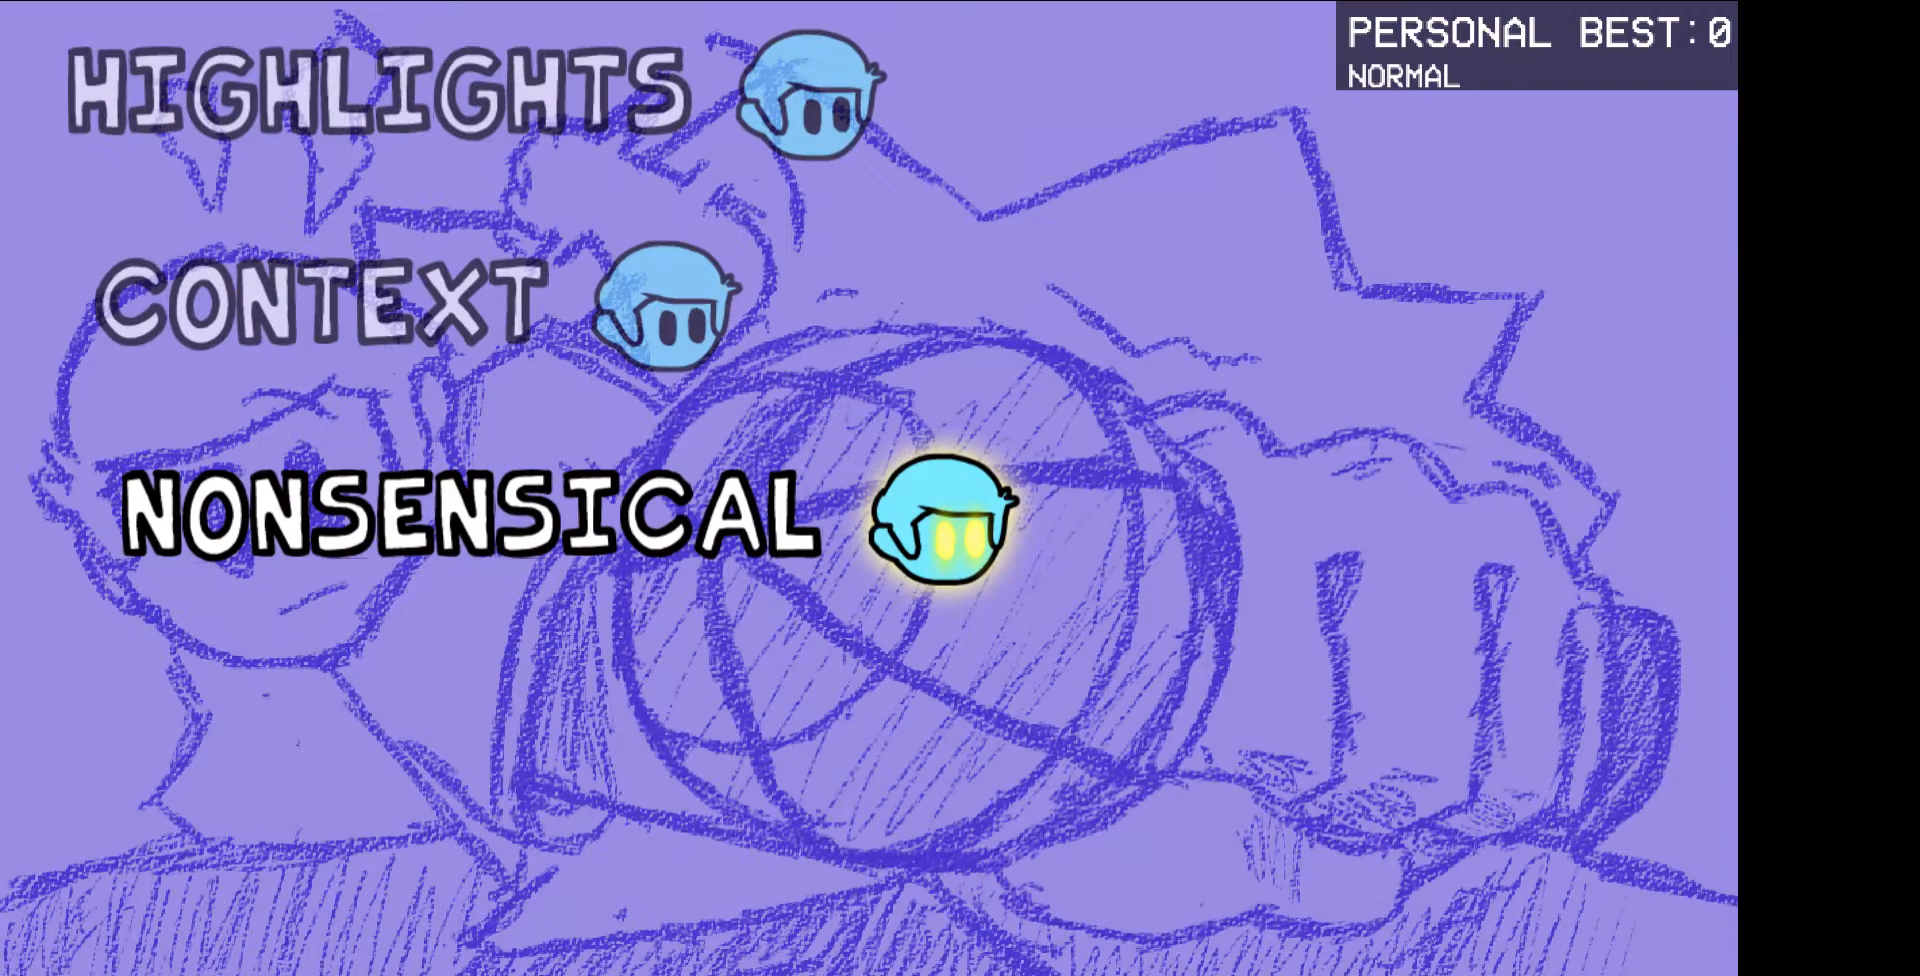 HIGHLIGHTS
PERSONAL BEST:0
NORMAL
CONTEXT
NONSENSICAL